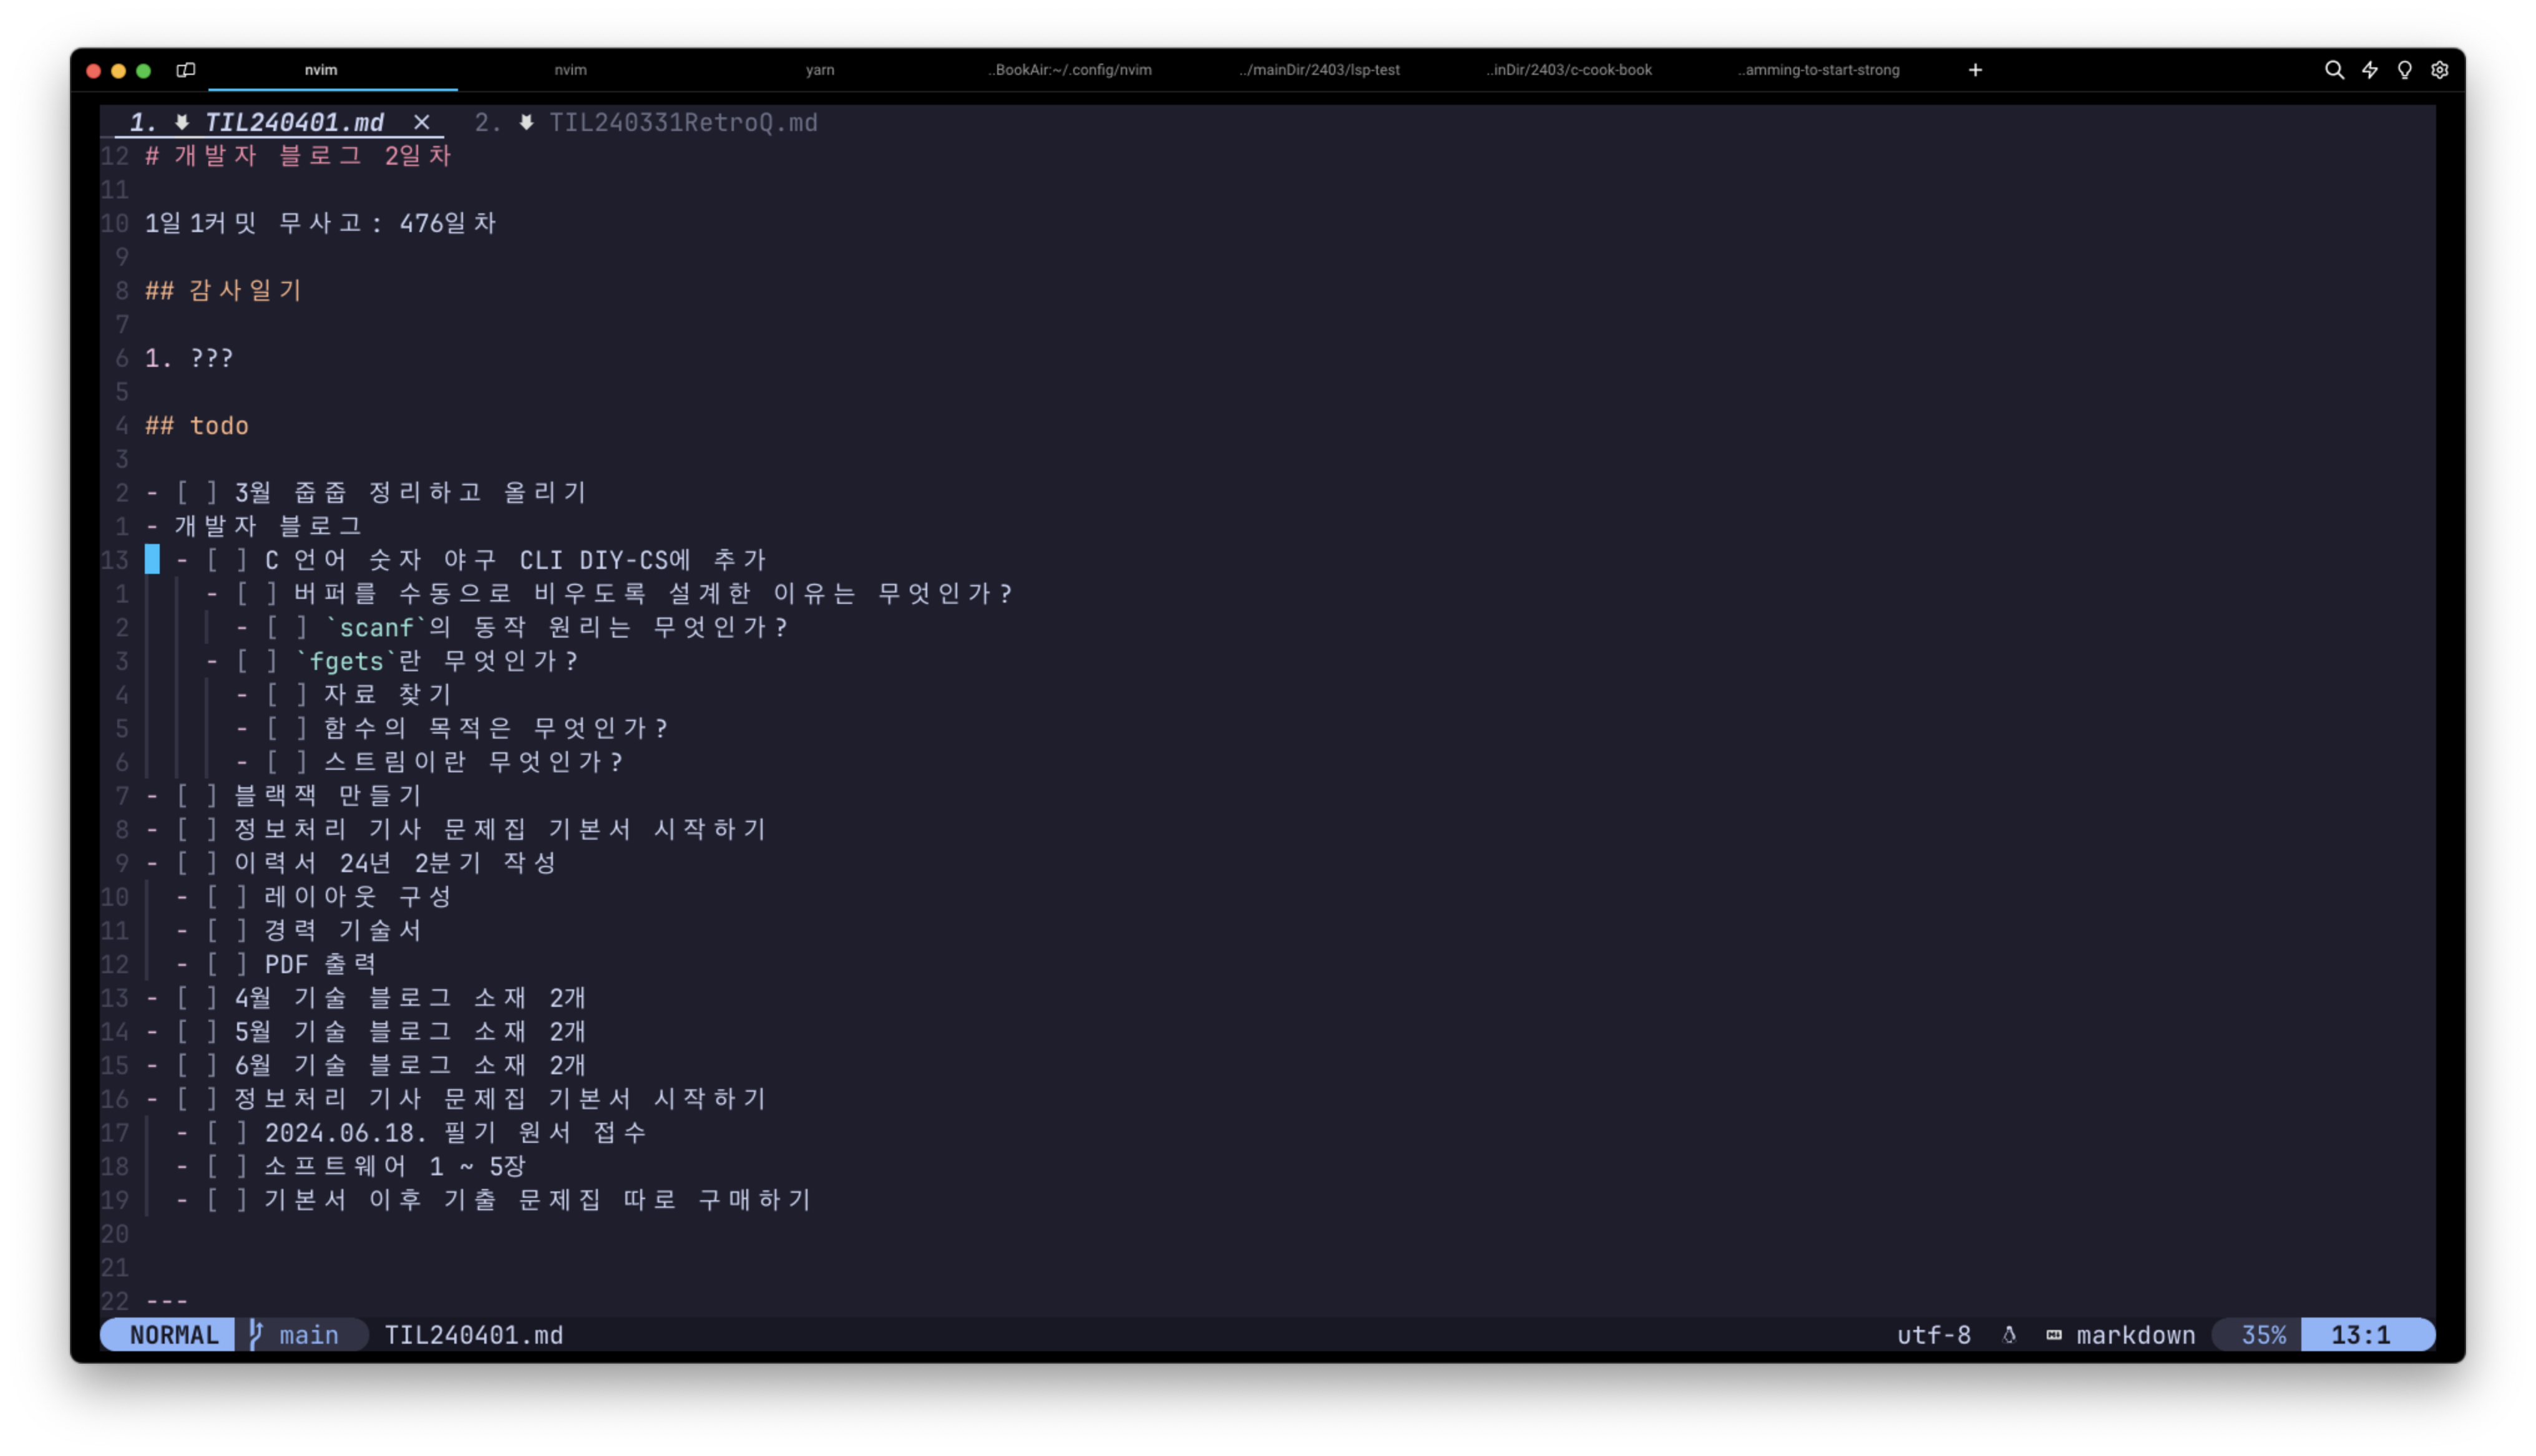 nvim nvim yarn ..BookAir:~/.config/nvim ../mainDir/2403/lsp-test ..inDir/2403/c-cook-book ..amming-to-start-strong +
1. TIL240401.md × 2. TIL240331RetroQ.md
12 # 개발자 블로그 2일차
11
10 1일1커밋 무사고: 476일차
9
8 ## 감사일기
7
6 1. ???
5
4 ## todo
3
2 - [ ] 3월 줍줍 정리하고 올리기
1 - 개발자 블로그
13 - [ ] C 언어 숫자 야구 CLI DIY-CS에 추가
1 - [ ] 버퍼를 수동으로 비우도록 설계한 이유는 무엇인가?
2 - [ ] `scanf`의 동작 원리는 무엇인가?
3 - [ ] `fgets`란 무엇인가?
4 - [ ] 자료 찾기
5 - [ ] 함수의 목적은 무엇인가?
6 - [ ] 스트림이란 무엇인가?
7 - [ ] 블랙잭 만들기
8 - [ ] 정보처리 기사 문제집 기본서 시작하기
9 - [ ] 이력서 24년 2분기 작성
10 - [ ] 레이아웃 구성
11 - [ ] 경력 기술서
12 - [ ] PDF 출력
13 - [ ] 4월 기술 블로그 소재 2개
14 - [ ] 5월 기술 블로그 소재 2개
15 - [ ] 6월 기술 블로그 소재 2개
16 - [ ] 정보처리 기사 문제집 기본서 시작하기
17 - [ ] 2024.06.18. 필기 원서 접수
18 - [ ] 소프트웨어 1 ~ 5장
19 - [ ] 기본서 이후 기출 문제집 따로 구매하기
20
21
22 ---
NORMAL main TIL240401.md utf-8 markdown 35% 13:1